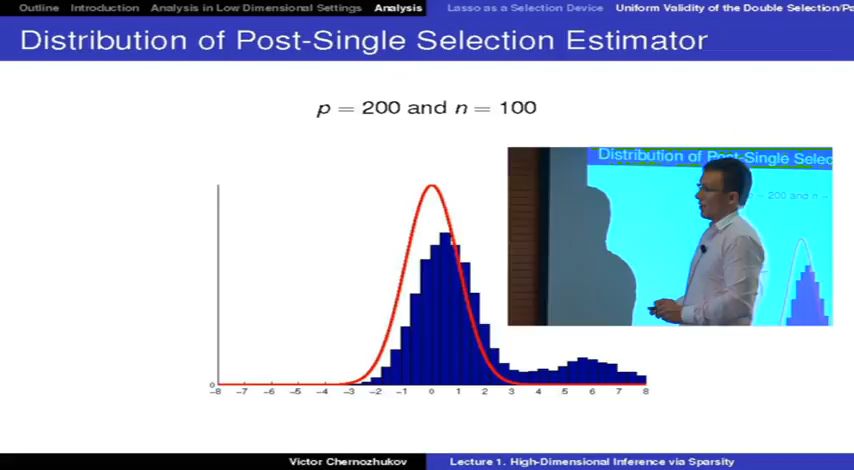 Outline Introduction Analysis in Low Dimensional Settings Analysis Lasso as a Selection Device Uniform Validity of the Double Selection/Pa
Distribution of Post-Single Selection Estimator
p = 200 and n = 100
Distribution of Post-Single Selec
= 200 and n =
0
−8 −7 −6 −5 −4 −3 −2 −1 0 1 2 3 4 5 6 7 8
Victor Chernozhukov Lecture 1. High-Dimensional Inference via Sparsity